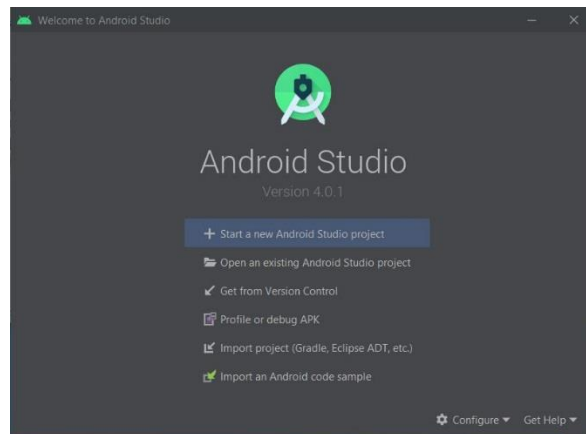 Welcome to Android Studio
Android Studio
Version 4.0.1
Start a new Android Studio project
Open an existing Android Studio project
Get from Version Control
Profile or debug APK
Import project (Gradle, Eclipse ADT, etc.)
Import an Android code sample
Configure Get Help